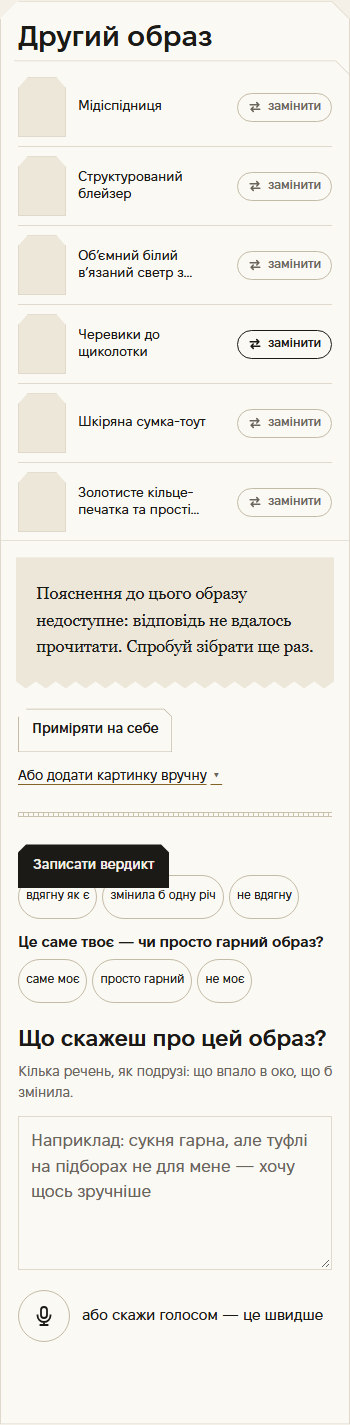 Другий образ
Мідіспідниця
замінити
Структурований
блейзер
замінити
Об’ємний білий
в’язаний светр з...
замінити
Черевики до
щиколотки
замінити
Шкіряна сумка-тоут
замінити
Золотисте кільце-
печатка та прості...
замінити
Пояснення до цього образу
недоступне: відповідь не вдалось
прочитати. Спробуй зібрати ще раз.
Приміряти на себе
Або додати картинку вручну
Записати вердикт
вдягну як є
змінила б одну річ
не вдягну
Це саме твоє — чи просто гарний образ?
саме моє
просто гарний
не моє
Що скажеш про цей образ?
Кілька речень, як подрузі: що впало в око, що б
змінила.
Наприклад: сукня гарна, але туфлі
на підборах не для мене — хочу
щось зручніше
або скажи голосом — це швидше